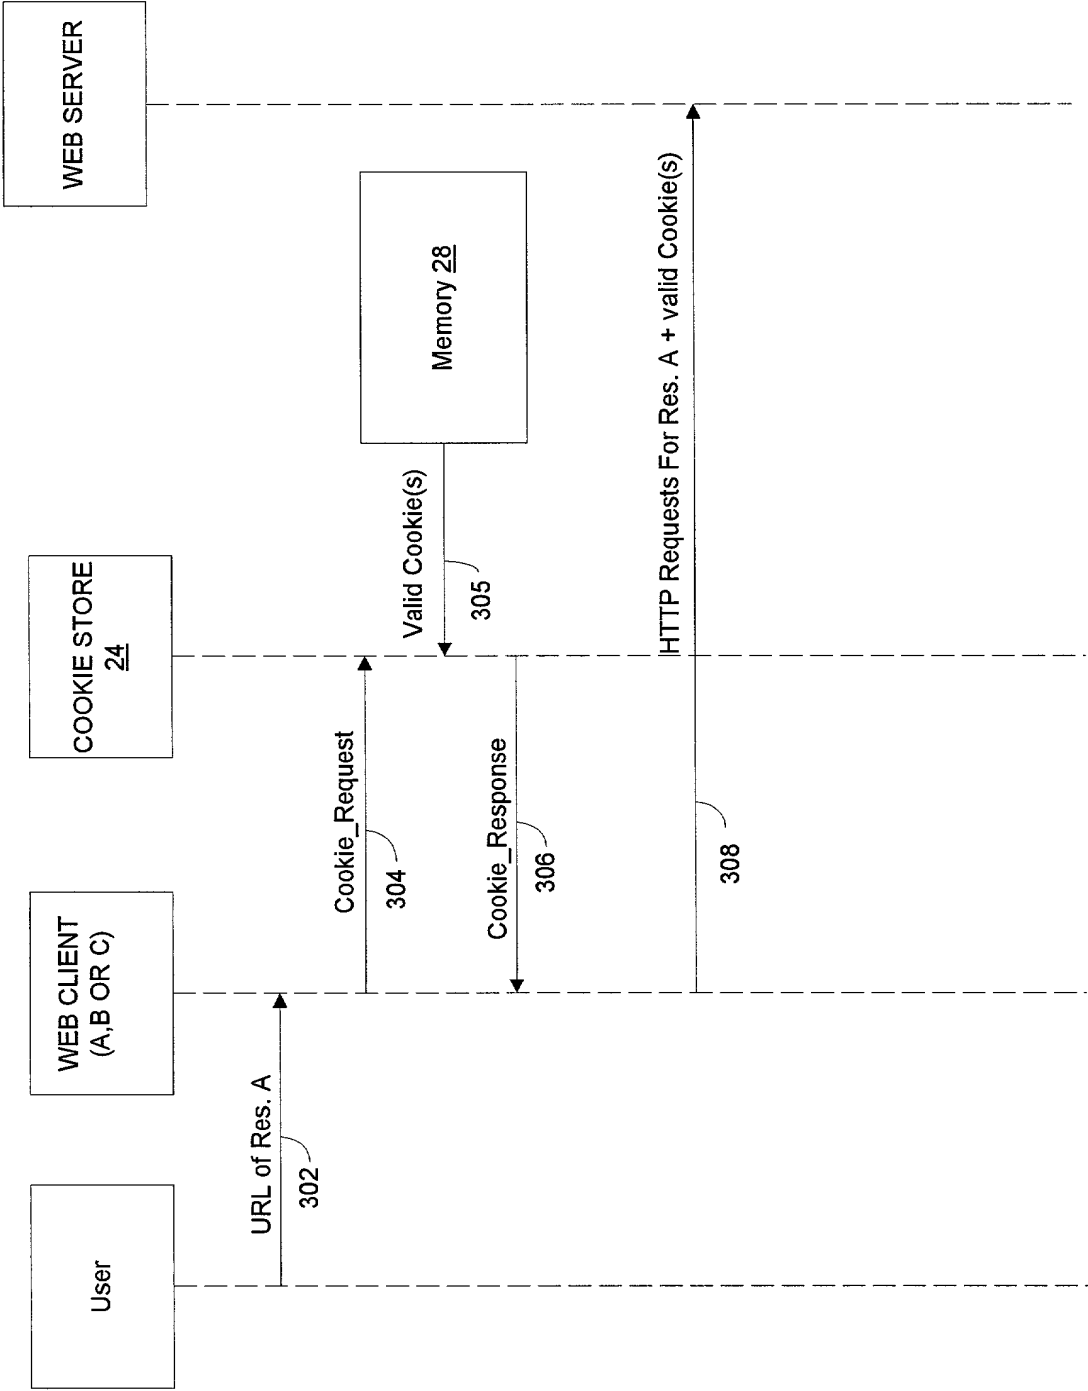 User
WEB CLIENT
(A,B OR C)
COOKIE STORE
24
WEB SERVER
URL of Res. A
302
Cookie_Request
304
Valid Cookie(s)
305
Memory 28
Cookie_Response
306
HTTP Requests For Res. A + valid Cookie(s)
308